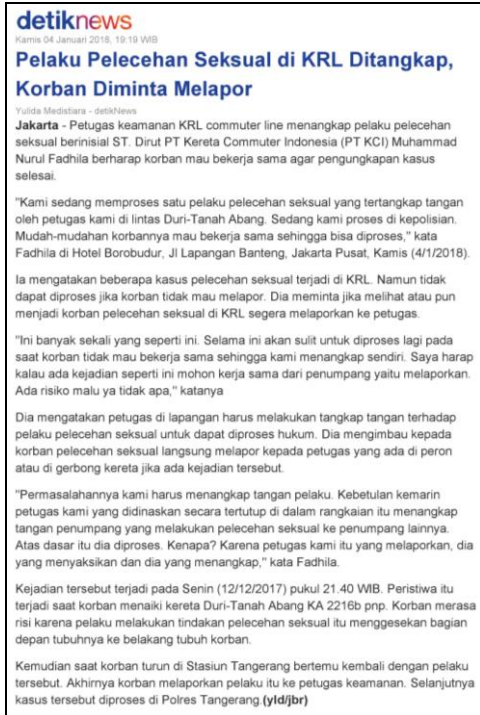 detiknews
Kamis 04 Januari 2018, 19:19 WIB
Pelaku Pelecehan Seksual di KRL Ditangkap,
Korban Diminta Melapor
Yulida Medistiara - detikNews
Jakarta - Petugas keamanan KRL commuter line menangkap pelaku pelecehan
seksual berinisial ST. Dirut PT Kereta Commuter Indonesia (PT KCI) Muhammad
Nurul Fadhila berharap korban mau bekerja sama agar pengungkapan kasus
selesai.
"Kami sedang memproses satu pelaku pelecehan seksual yang tertangkap tangan
oleh petugas kami di lintas Duri-Tanah Abang. Sedang kami proses di kepolisian.
Mudah-mudahan korbannya mau bekerja sama sehingga bisa diproses," kata
Fadhila di Hotel Borobudur, Jl Lapangan Banteng, Jakarta Pusat, Kamis (4/1/2018).
Ia mengatakan beberapa kasus pelecehan seksual terjadi di KRL. Namun tidak
dapat diproses jika korban tidak mau melapor. Dia meminta jika melihat atau pun
menjadi korban pelecehan seksual di KRL segera melaporkan ke petugas.
"Ini banyak sekali yang seperti ini. Selama ini akan sulit untuk diproses lagi pada
saat korban tidak mau bekerja sama sehingga kami menangkap sendiri. Saya harap
kalau ada kejadian seperti ini mohon kerja sama dari penumpang yaitu melaporkan.
Ada risiko malu ya tidak apa," katanya
Dia mengatakan petugas di lapangan harus melakukan tangkap tangan terhadap
pelaku pelecehan seksual untuk dapat diproses hukum. Dia mengimbau kepada
korban pelecehan seksual langsung melapor kepada petugas yang ada di peron
atau di gerbong kereta jika ada kejadian tersebut.
"Permasalahannya kami harus menangkap tangan pelaku. Kebetulan kemarin
petugas kami yang didinaskan secara tertutup di dalam rangkaian itu menangkap
tangan penumpang yang melakukan pelecehan seksual ke penumpang lainnya.
Atas dasar itu dia diproses. Kenapa? Karena petugas kami itu yang melaporkan, dia
yang menyaksikan dan dia yang menangkap," kata Fadhila.
Kejadian tersebut terjadi pada Senin (12/12/2017) pukul 21.40 WIB. Peristiwa itu
terjadi saat korban menaiki kereta Duri-Tanah Abang KA 2216b pnp. Korban merasa
risi karena pelaku melakukan tindakan pelecehan seksual itu menggesekan bagian
depan tubuhnya ke belakang tubuh korban.
Kemudian saat korban turun di Stasiun Tangerang bertemu kembali dengan pelaku
tersebut. Akhirnya korban melaporkan pelaku itu ke petugas keamanan. Selanjutnya
kasus tersebut diproses di Polres Tangerang.(yld/jbr)